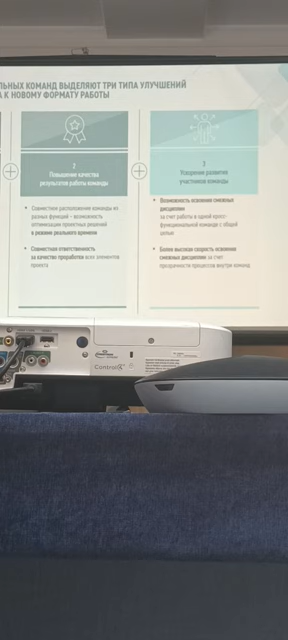 ЛЬНЫХ КОМАНД ВЫДЕЛЯЮТ ТРИ ТИПА УЛУЧШЕНИЙ
А К НОВОМУ ФОРМАТУ РАБОТЫ
2
Повышение качества
результатов работы команды
Совместное расположение команды из
разных функций – возможность
оптимизации проектных решений
в режиме реального времени
Совместная ответственность
за качество проработки всех элементов
проекта
3
Ускорение развития
участников команды
Возможность освоения смежных
дисциплин
за счет работы в одной кросс-
функциональной команде с общей
целью
Более высокая скорость освоения
смежных дисциплин за счет
прозрачности процессов внутри команд
Control